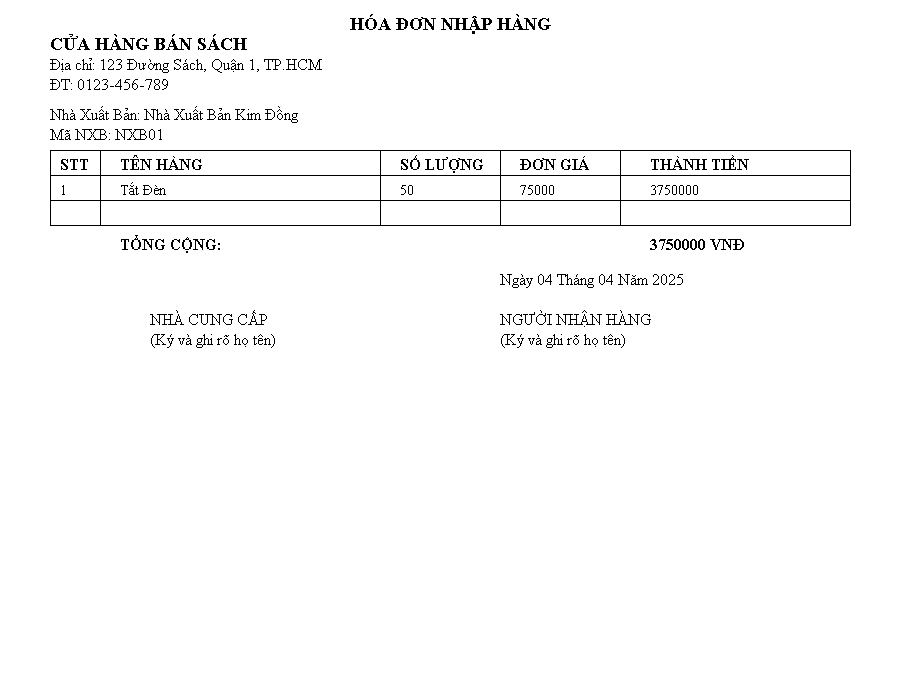 HÓA ĐƠN NHẬP HÀNG
CỬA HÀNG BÁN SÁCH
Địa chỉ: 123 Đường Sách, Quận 1, TP.HCM
ĐT: 0123-456-789
Nhà Xuất Bản: Nhà Xuất Bản Kim Đồng
Mã NXB: NXB01
STT TÊN HÀNG SỐ LƯỢNG ĐƠN GIÁ THÀNH TIỀN
1 Tắt Đèn 50 75000 3750000
TỔNG CỘNG: 3750000 VNĐ
Ngày 04 Tháng 04 Năm 2025
NHÀ CUNG CẤP NGƯỜI NHẬN HÀNG
(Ký và ghi rõ họ tên) (Ký và ghi rõ họ tên)